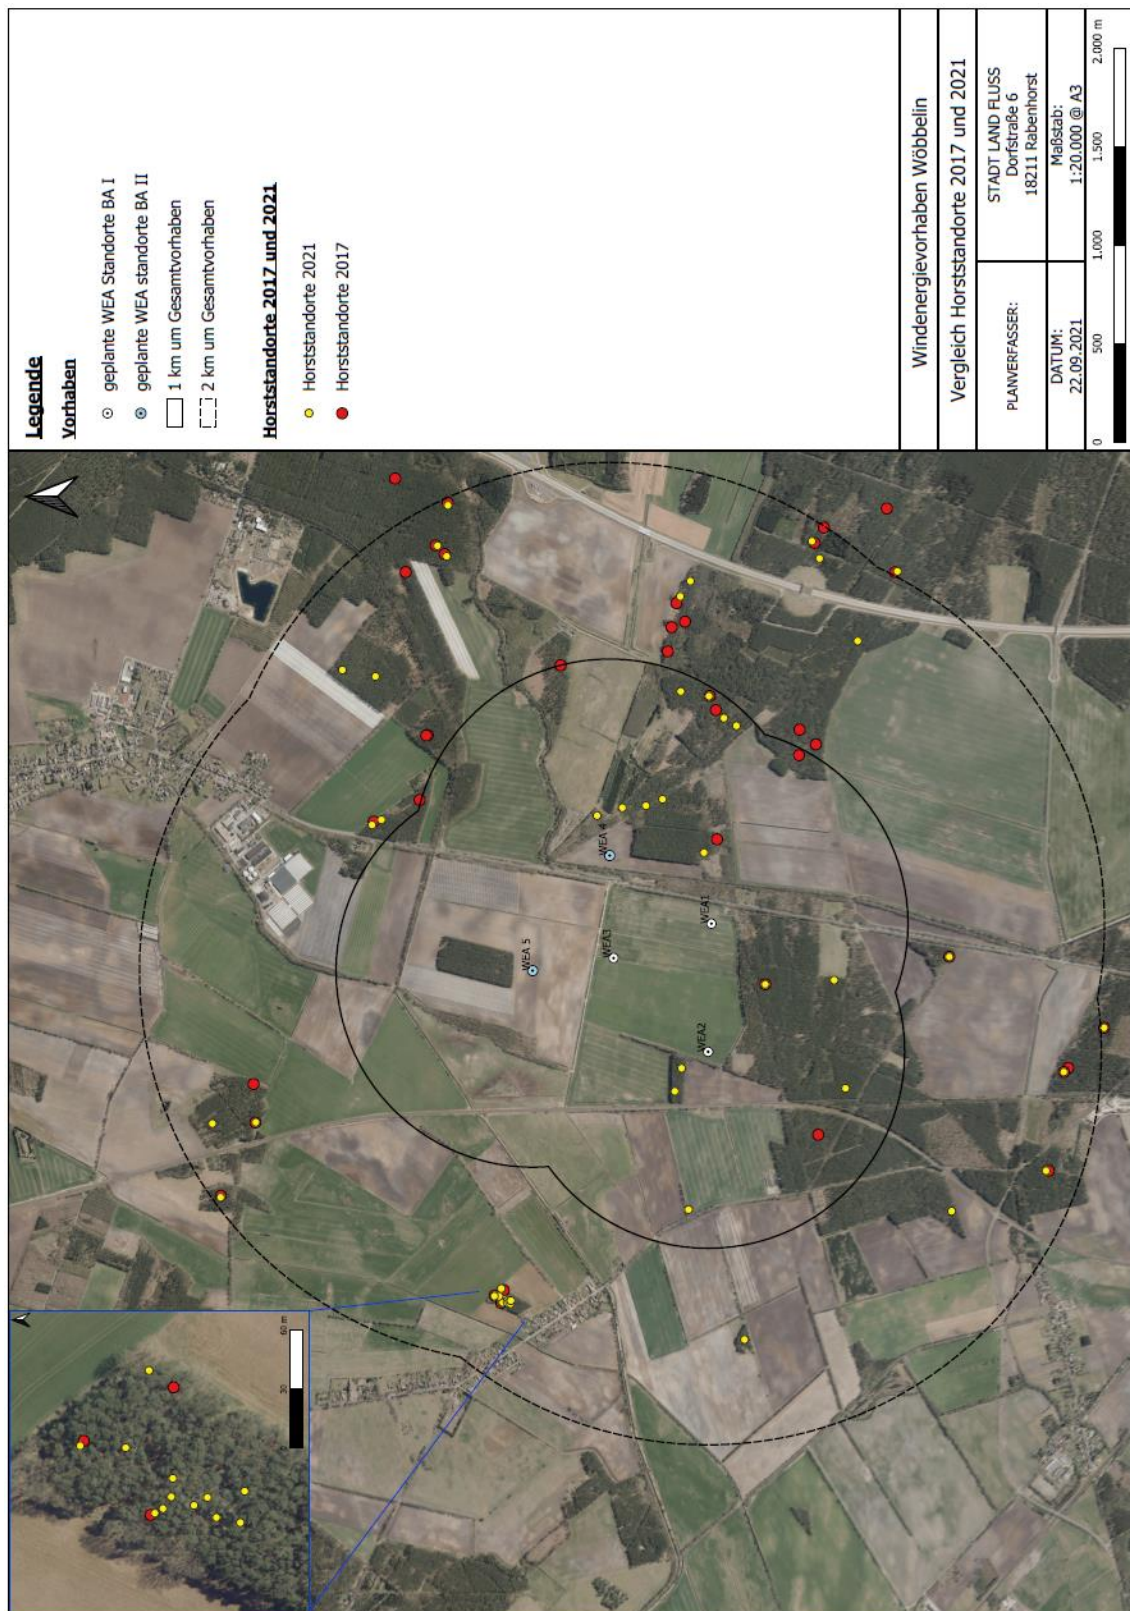 Legende
Vorhaben
geplante WEA Standorte BA I
geplante WEA standorte BA II
1 km um Gesamtvorhaben
2 km um Gesamtvorhaben
Horststandorte 2017 und 2021
Horststandorte 2021
Horststandorte 2017
Windenergievorhaben Wöbbelin
Vergleich Horststandorte 2017 und 2021
PLANVERFASSER:
STADT LAND FLUSS
Dorfstraße 6
18211 Rabenhorst
DATUM:
22.09.2021
Maßstab:
1:20.000 @ A3
0 500 1.000 1.500 2.000 m
30 60 m
WEA 5
WEA 4
WEA3
WEA2
WEA1